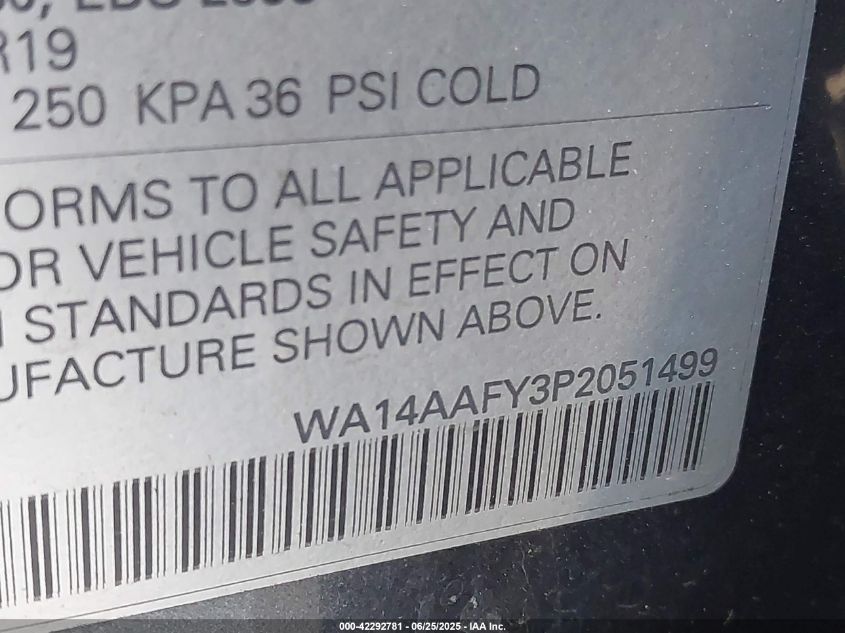 R19
250 KPA 36 PSI COLD
ORMS TO ALL APPLICABLE
OR VEHICLE SAFETY AND
STANDARDS IN EFFECT ON
UFACTURE SHOWN ABOVE.
WA14AAFY3P2051499
000-42292781 - 06/25/2025 - IAA Inc.